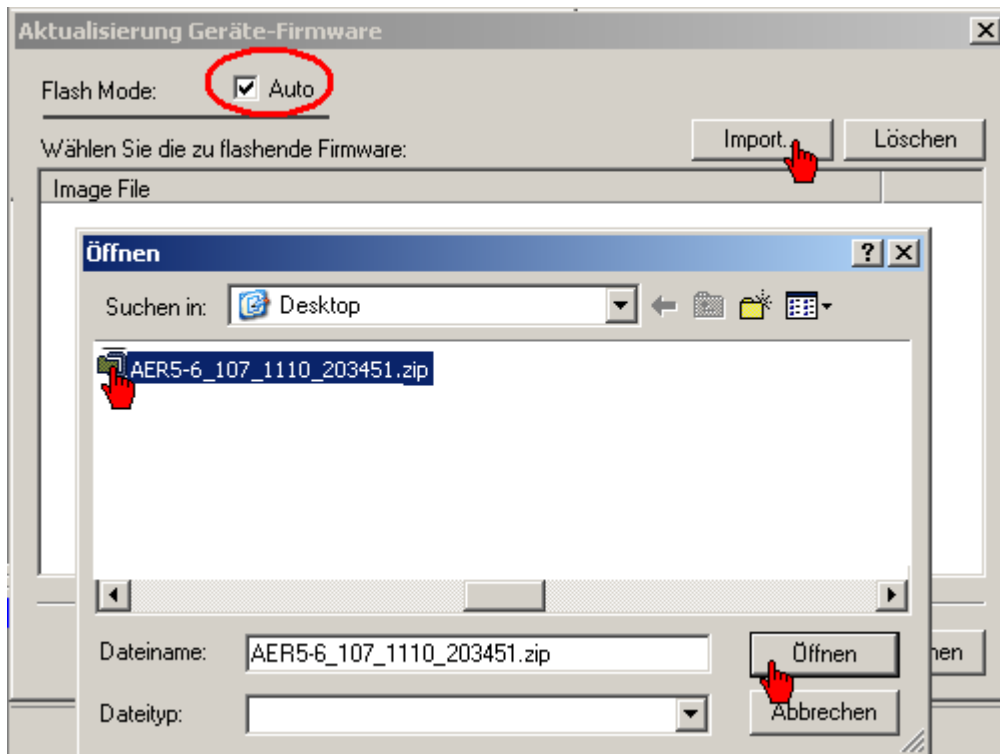 Aktualisierung Geräte-Firmware
Flash Mode: Auto
Wählen Sie die zu flashende Firmware:
Import... Löschen
Image File
Öffnen
Suchen in: Desktop
AER5-6_107_1110_203451.zip
Dateiname: AER5-6_107_1110_203451.zip
Öffnen
nen
Dateityp:
Abbrechen